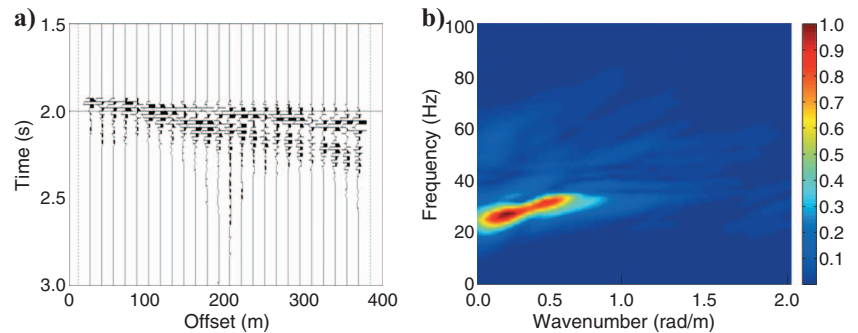 a)
1.5
2.0
2.5
3.0
Time (s)
0 100 200 300 400
Offset (m)
b)
100
80
60
40
20
0
Frequency (Hz)
0.0 0.5 1.0 1.5 2.0
Wavenumber (rad/m)
1.0
0.9
0.8
0.7
0.6
0.5
0.4
0.3
0.2
0.1